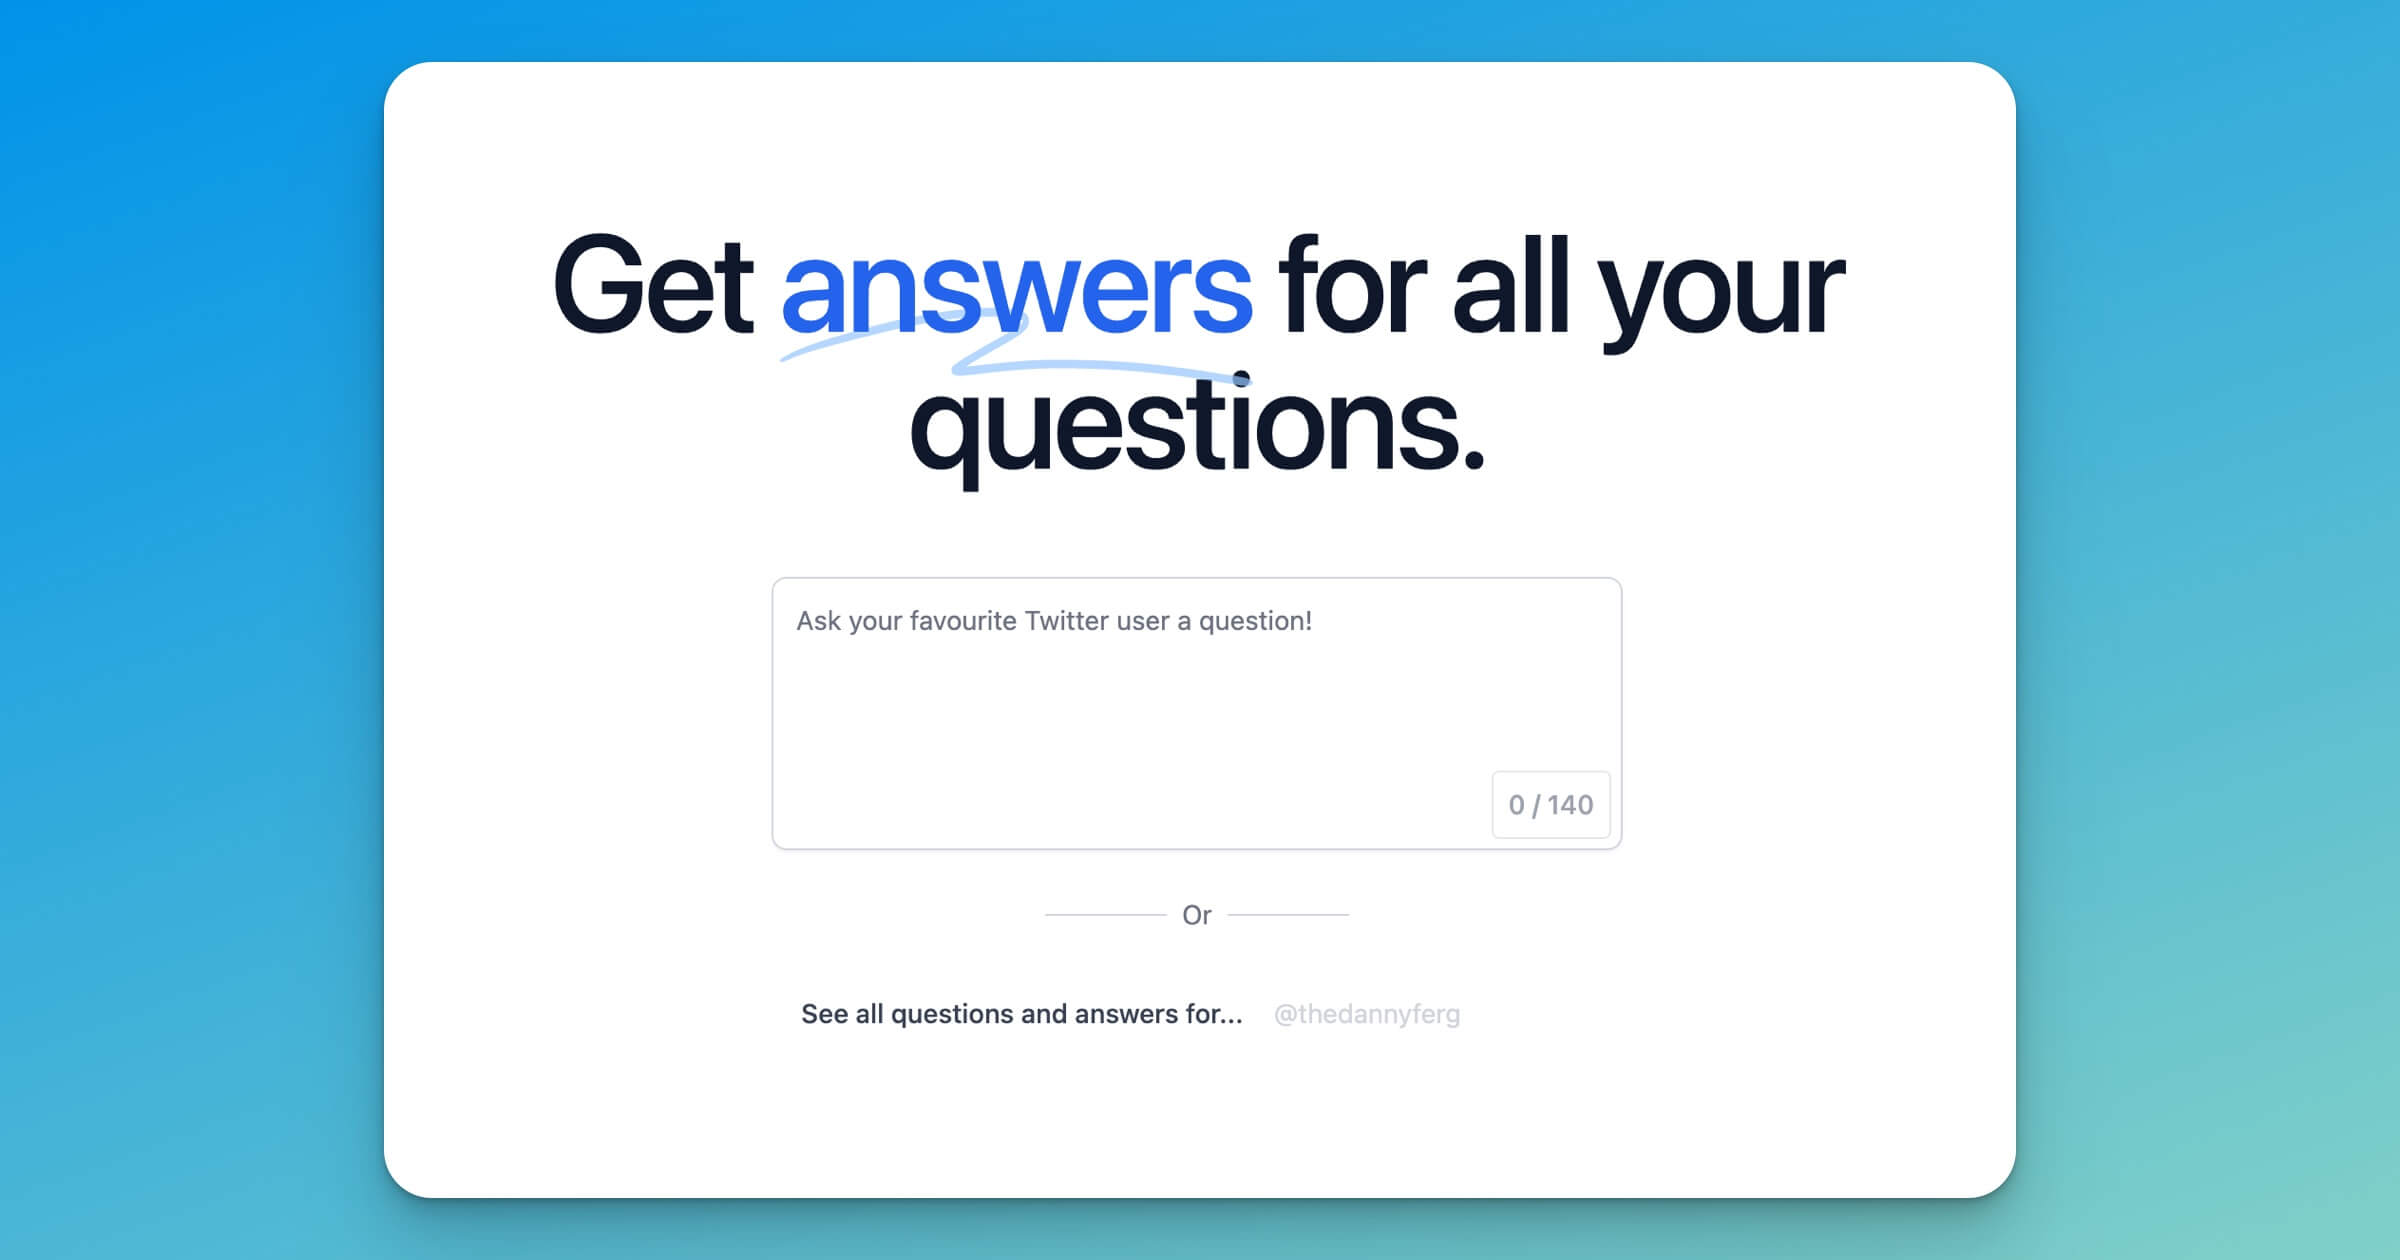 Get answers for all your
questions.
Ask your favourite Twitter user a question!
0 / 140
Or
See all questions and answers for... @thedannyferg